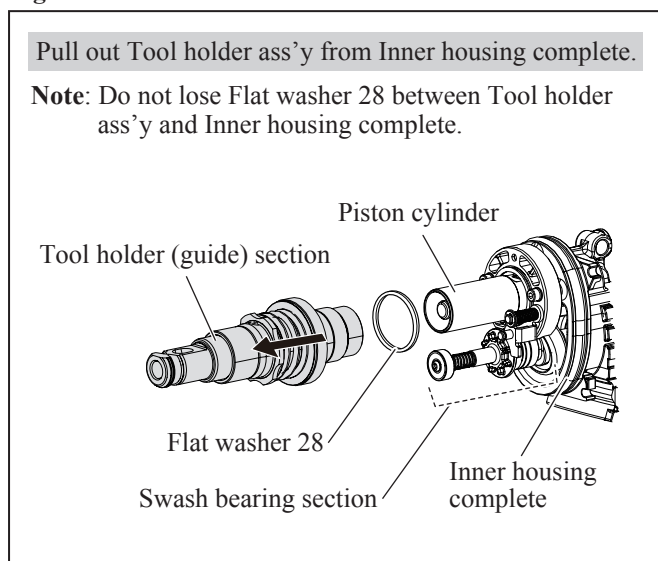 Pull out Tool holder ass’y from Inner housing complete.
Note: Do not lose Flat washer 28 between Tool holder
ass’y and Inner housing complete.
Piston cylinder
Tool holder (guide) section
Flat washer 28
Swash bearing section
Inner housing
complete